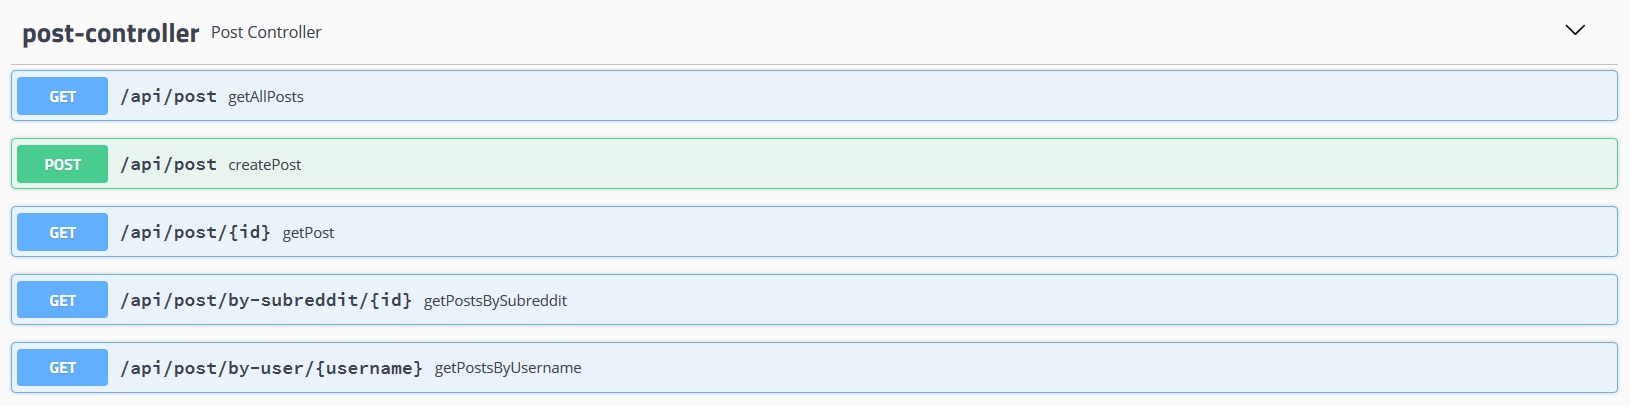 post-controller Post Controller
GET /api/post getAllPosts
POST /api/post createPost
GET /api/post/{id} getPost
GET /api/post/by-subreddit/{id} getPostsBySubreddit
GET /api/post/by-user/{username} getPostsByUsername